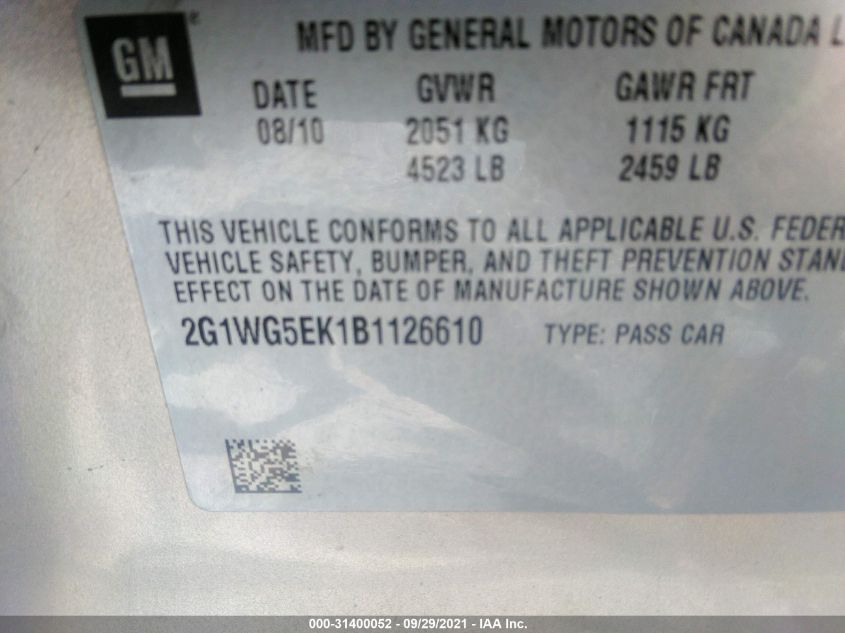 GM
MFD BY GENERAL MOTORS OF CANADA L
DATE GVWR GAWR FRT
08/10 2051 KG 1115 KG
4523 LB 2459 LB
THIS VEHICLE CONFORMS TO ALL APPLICABLE U.S. FEDER
VEHICLE SAFETY, BUMPER, AND THEFT PREVENTION STAND
EFFECT ON THE DATE OF MANUFACTURE SHOWN ABOVE.
2G1WG5EK1B1126610 TYPE: PASS CAR
000-31400052 - 09/29/2021 - IAA Inc.